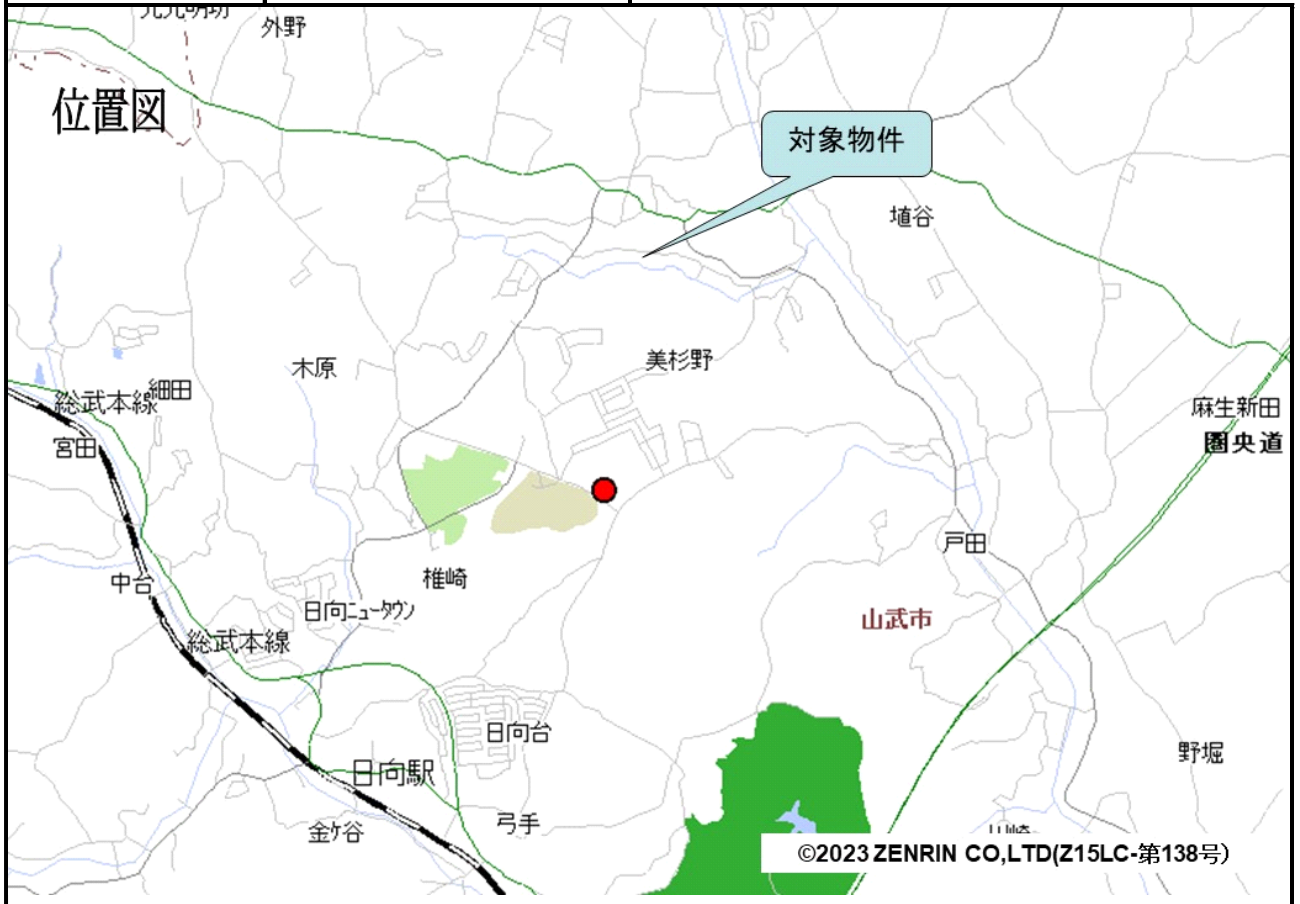 外野
位置図
対象物件
埴谷
美杉野
木原
細田
総武本線
麻生新田
宮田
圏央道
戸田
椎崎
中台
日向ニュータウン
山武市
総武本線
日向台
野堀
日向駅
弓手
金ケ谷
©2023 ZENRIN CO,LTD(Z15LC-第138号)